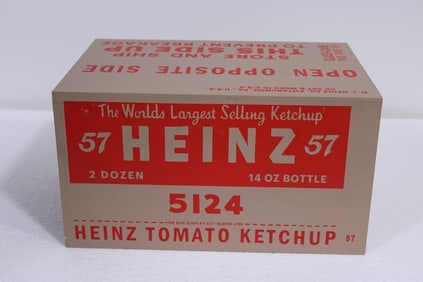 TO PREVENT BREAKAGE
THIS SIDE UP
STORE AND SHIP
OPEN OPPOSITE SIDE
"The Worlds Largest Selling Ketchup"
57 HEINZ 57
2 DOZEN 14 OZ BOTTLE
5124
HEINZ TOMATO KETCHUP 57